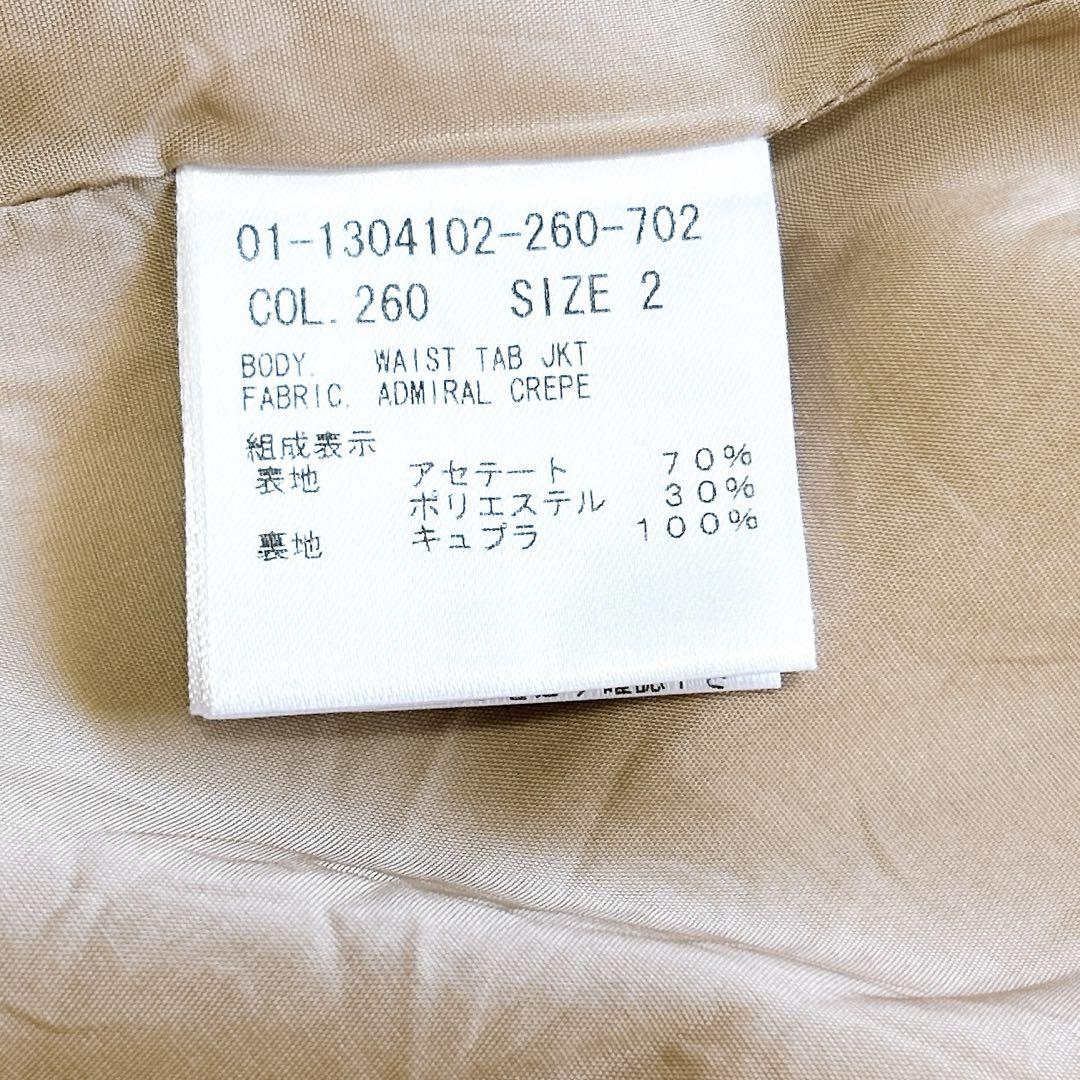 01-1304102-260-702
COL. 260 SIZE 2
BODY. WAIST TAB JKT
FABRIC. ADMIRAL CREPE
組成表示
表地 アセテート 70%
ポリエステル 30%
裏地 キュプラ 100%